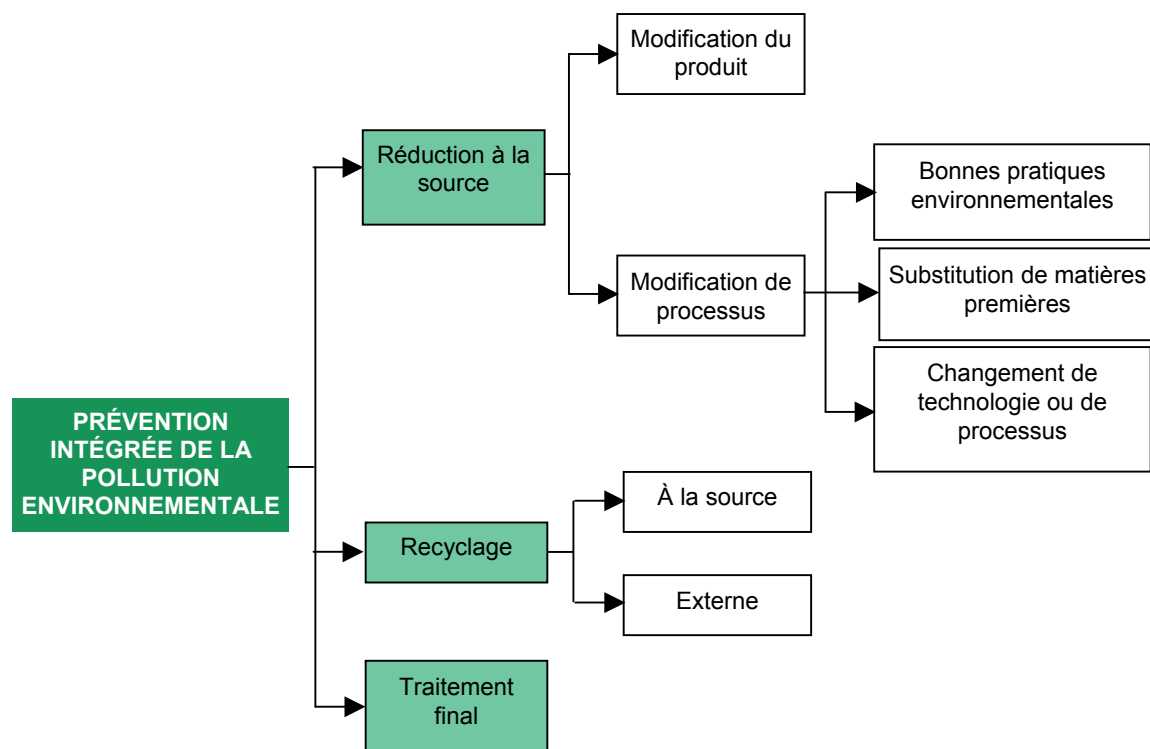 Modification du
produit
Réduction à la
source
Bonnes pratiques
environnementales
Modification de
processus
Substitution de matières
premières
Changement de
technologie ou de
processus
PRÉVENTION
INTÉGRÉE DE LA
POLLUTION
ENVIRONNEMENTALE
À la source
Recyclage
Externe
Traitement
final